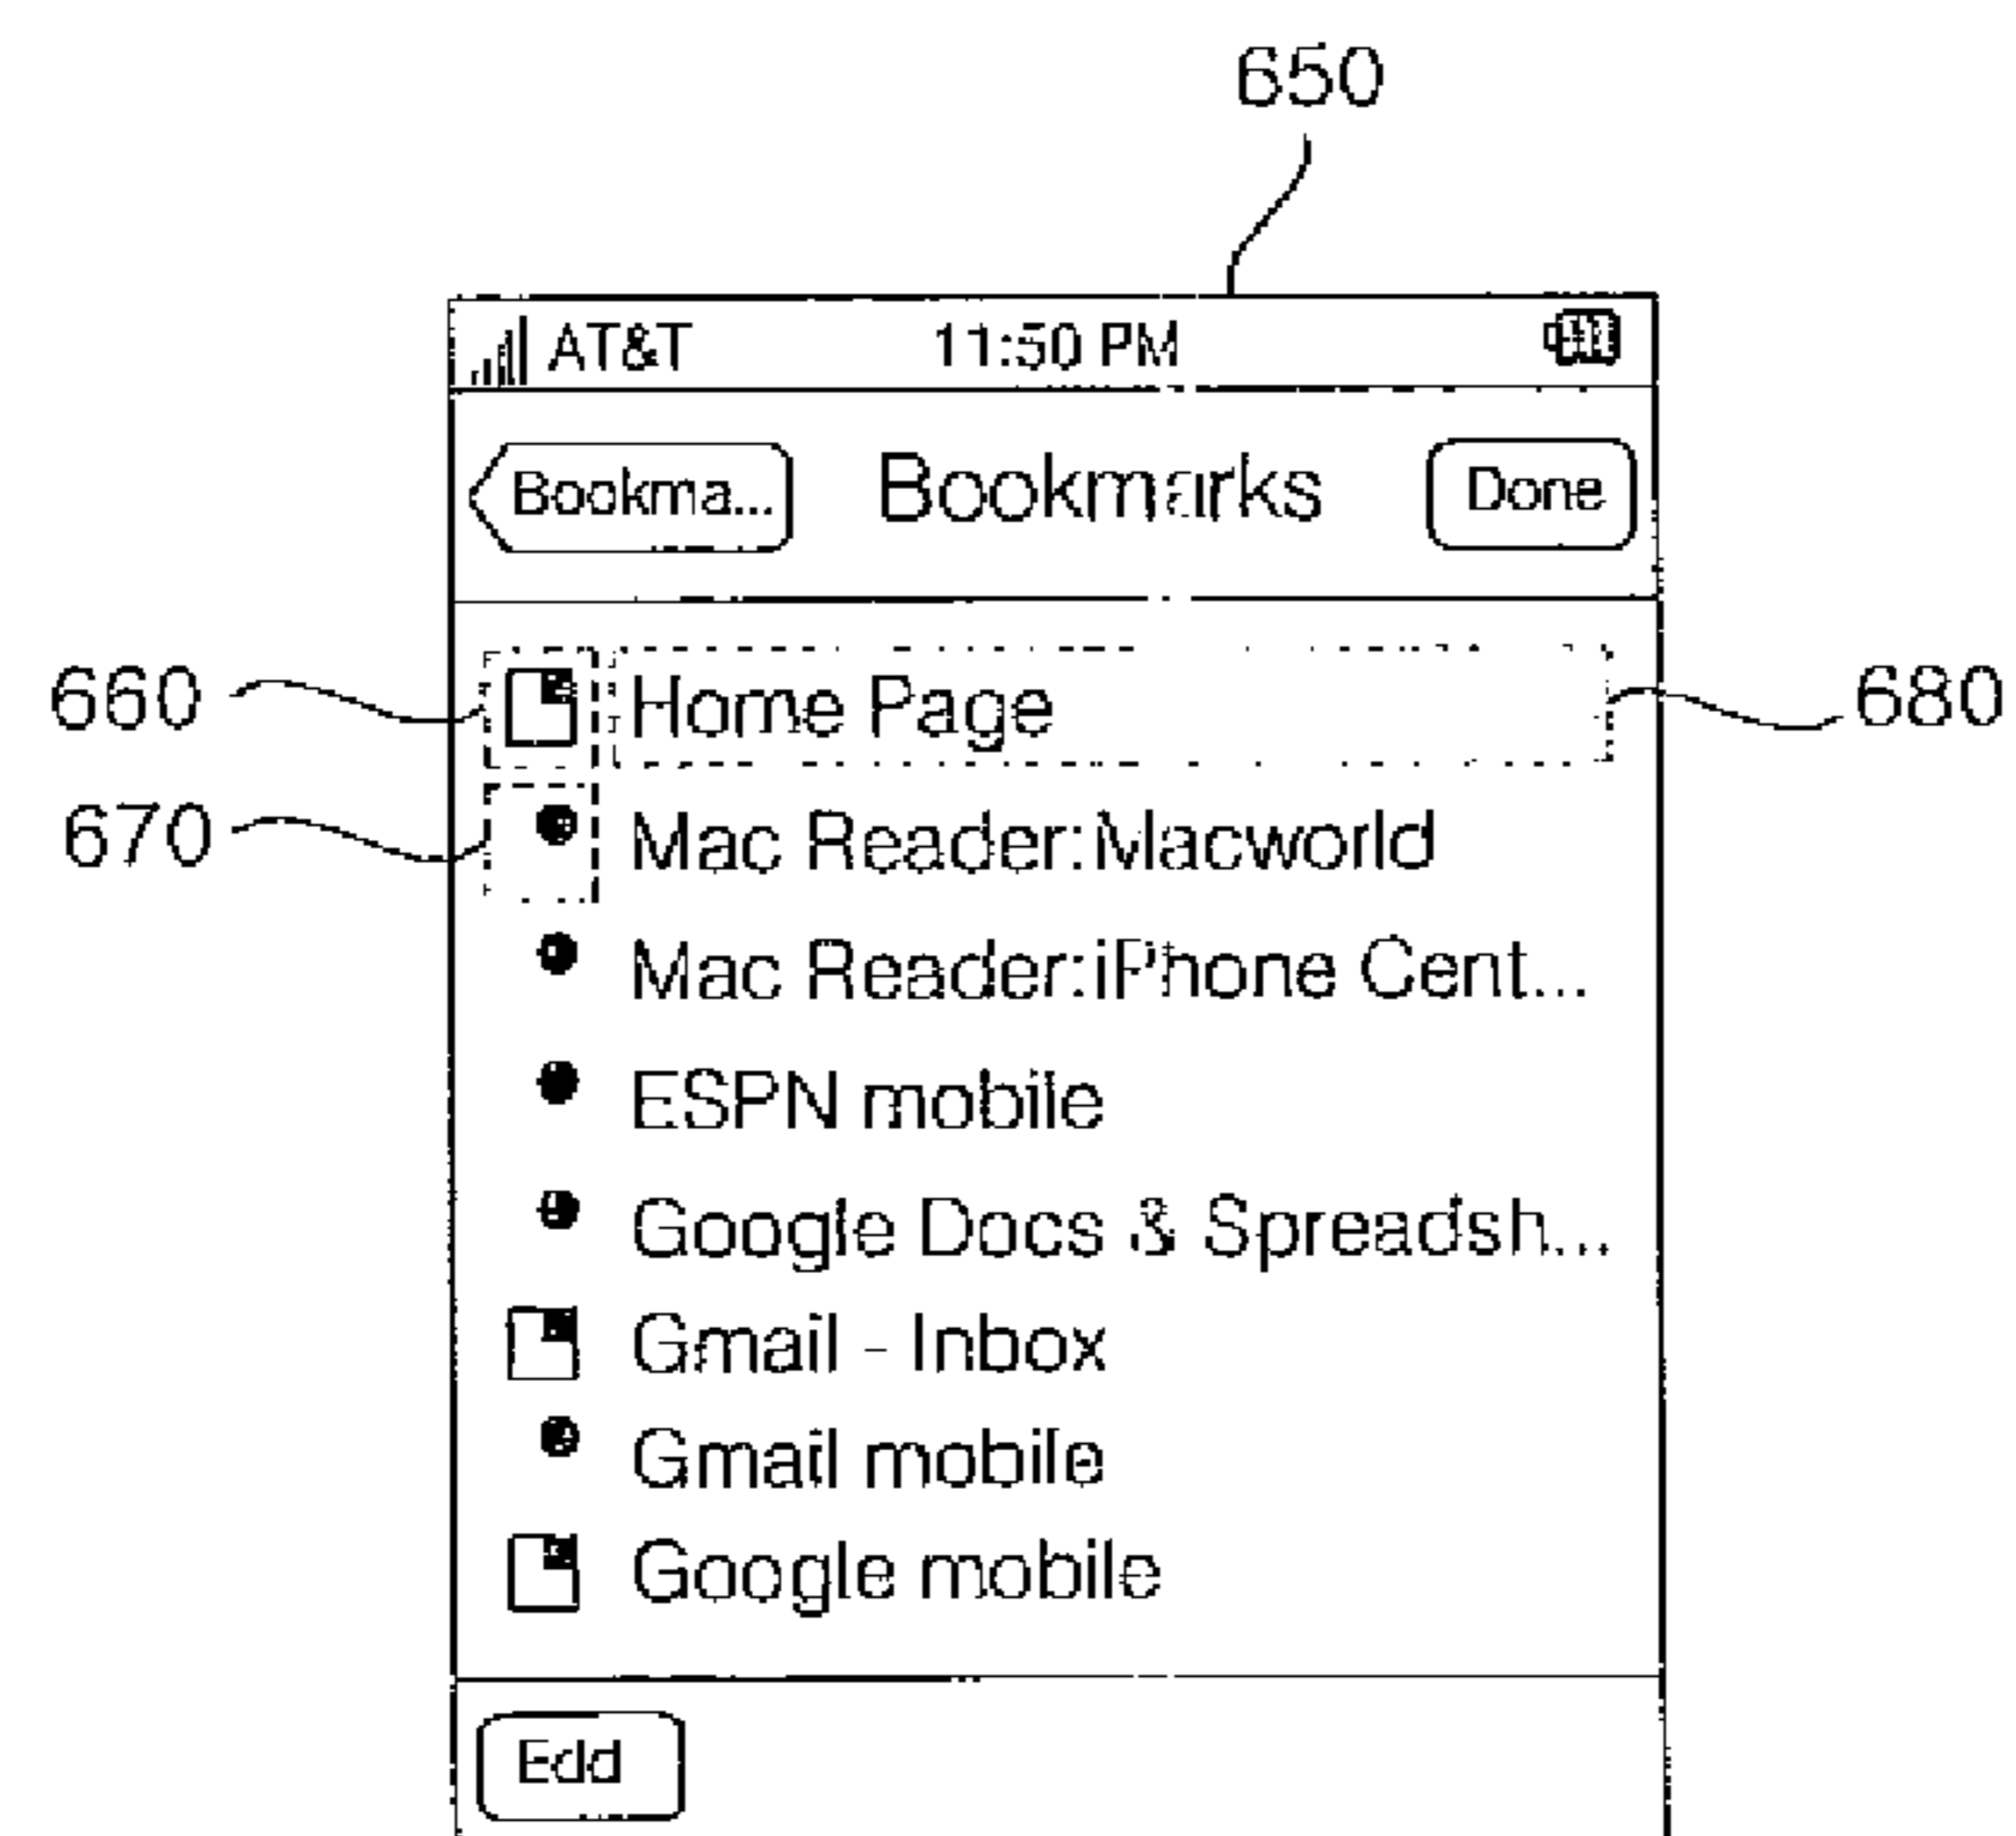 650
AT&T 11:50 PM
Bookma... Bookmarks Done
660 Home Page 680
670 Mac Reader:Macworld
Mac Reader:iPhone Cent...
ESPN mobile
Google Docs & Spreadsh...
Gmail - Inbox
Gmail mobile
Google mobile
Edd